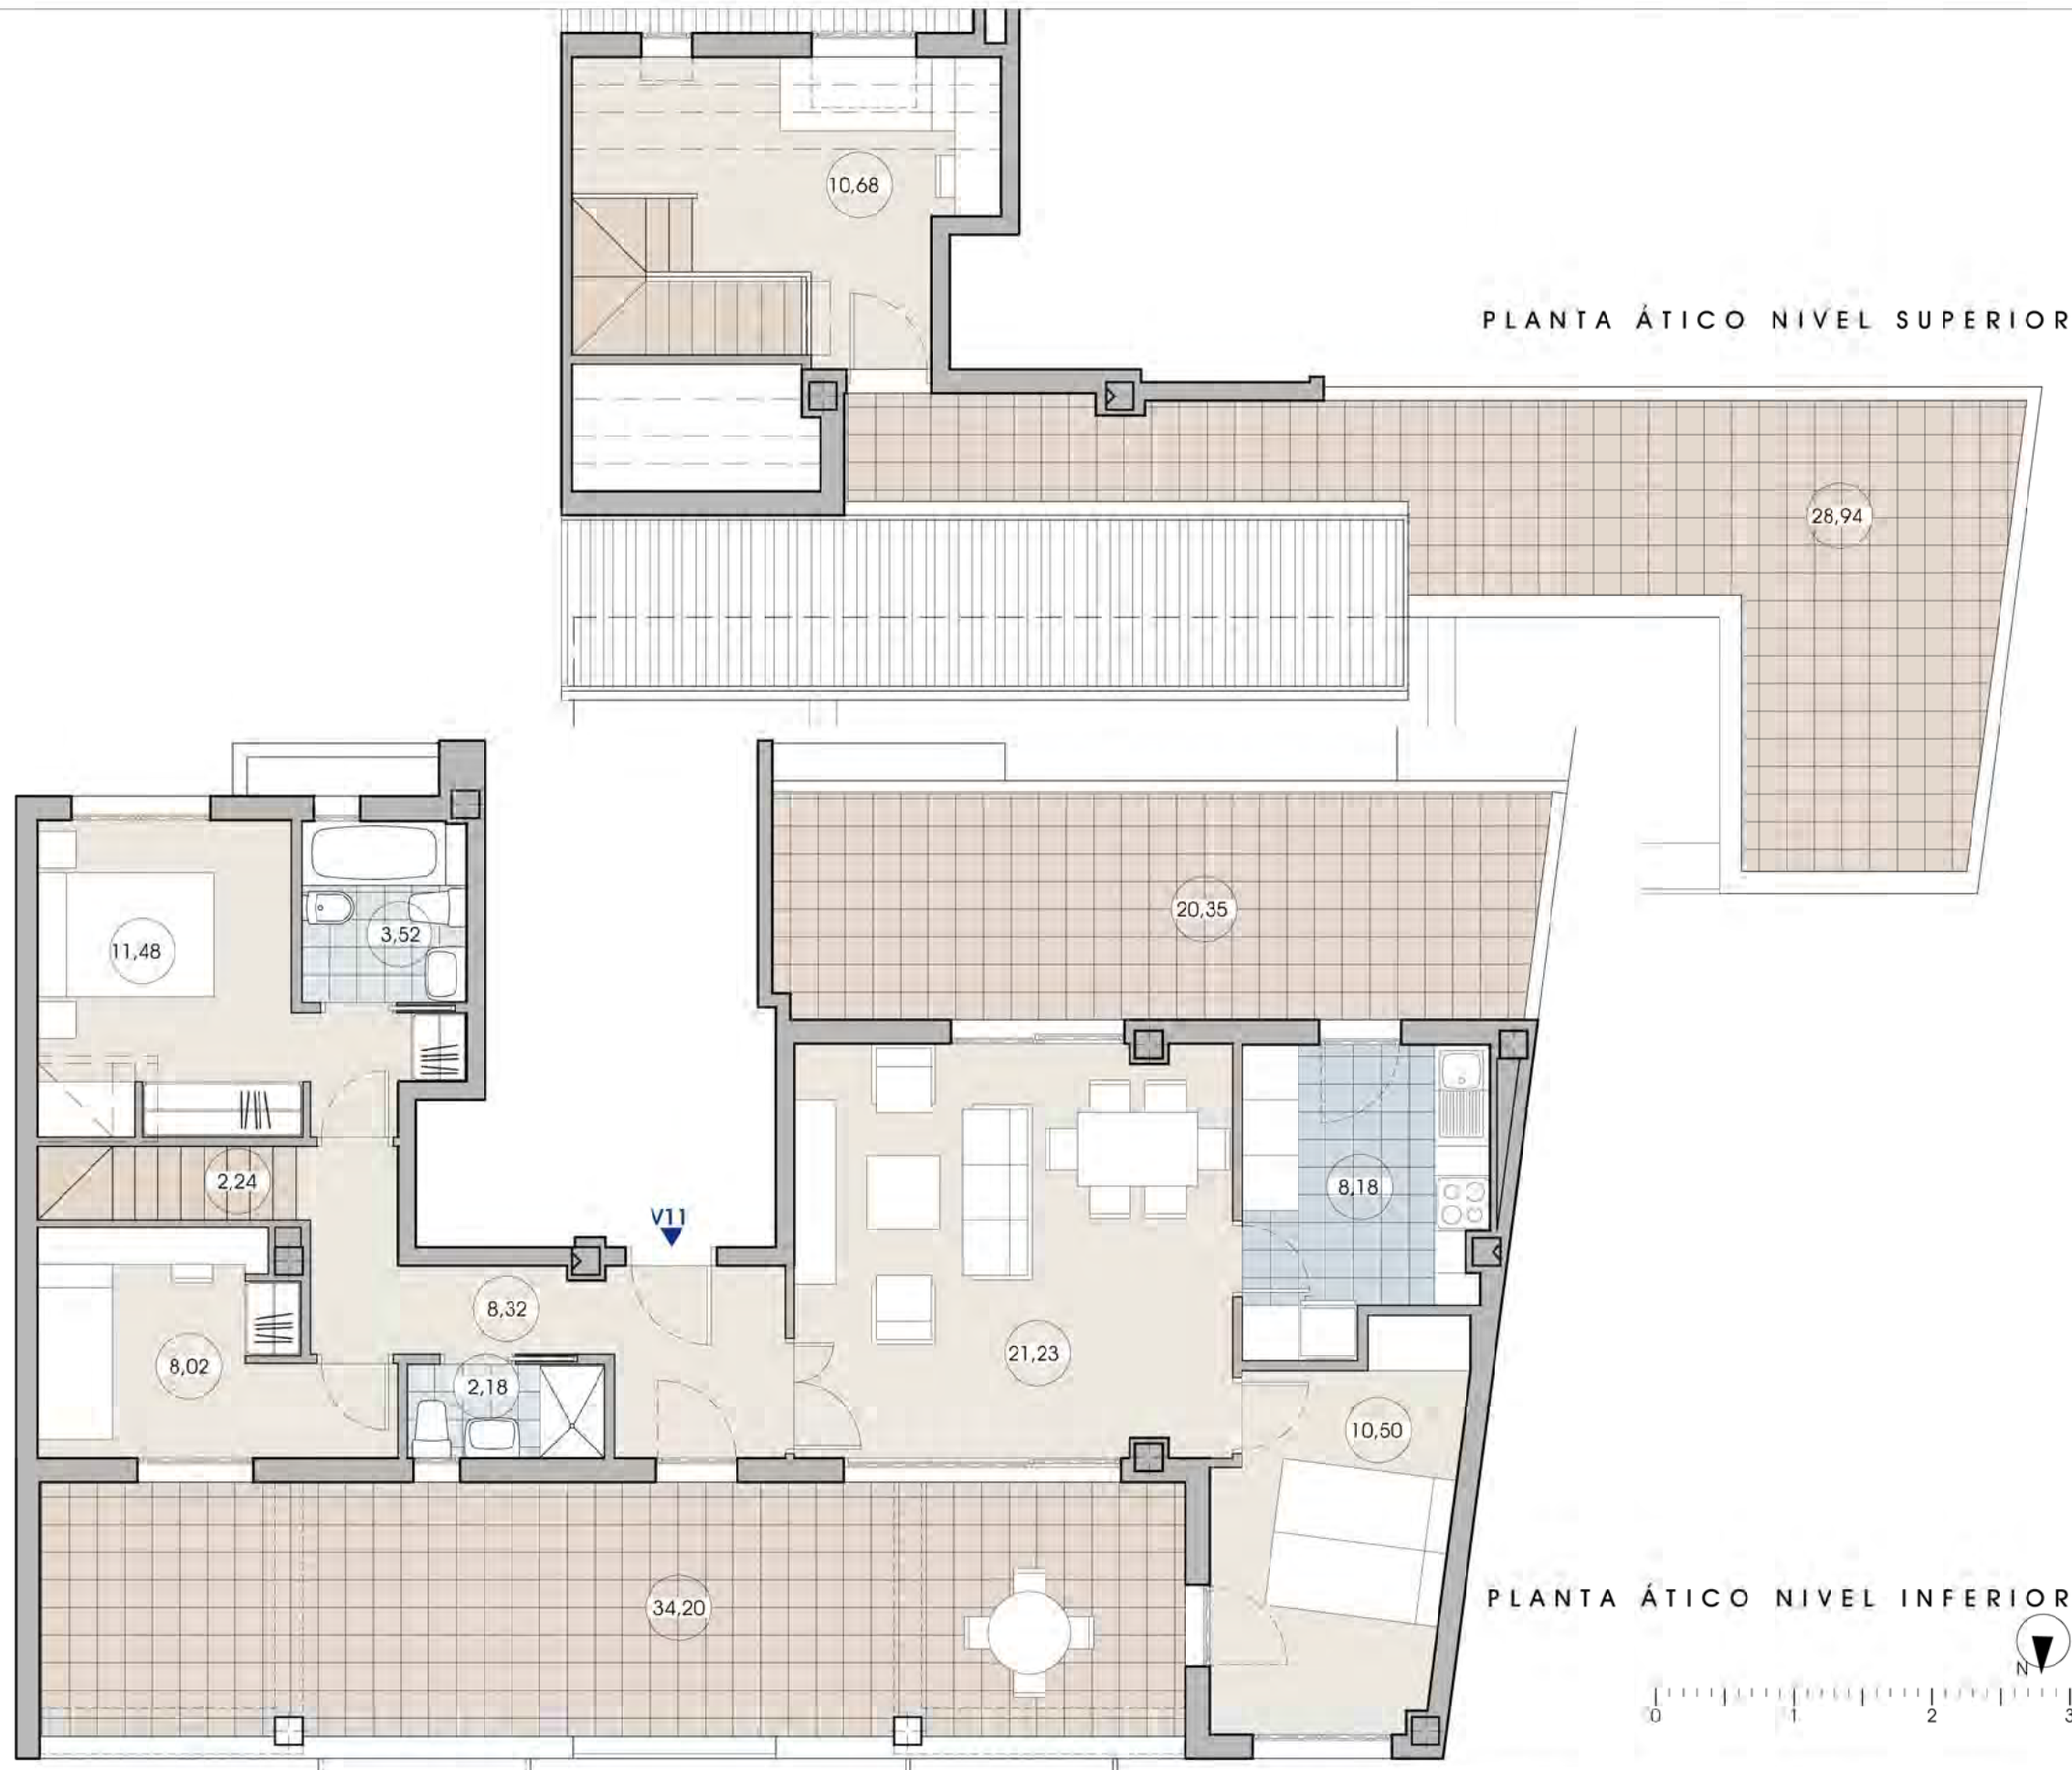 10,68
PLANTA ÁTICO NIVEL SUPERIOR
28,94
20,35
3,52
11,48
2,24
8,18
V11
8,32
21,23
8,02
2,18
10,50
34,20
PLANTA ÁTICO NIVEL INFERIOR
N
0 1 2 3